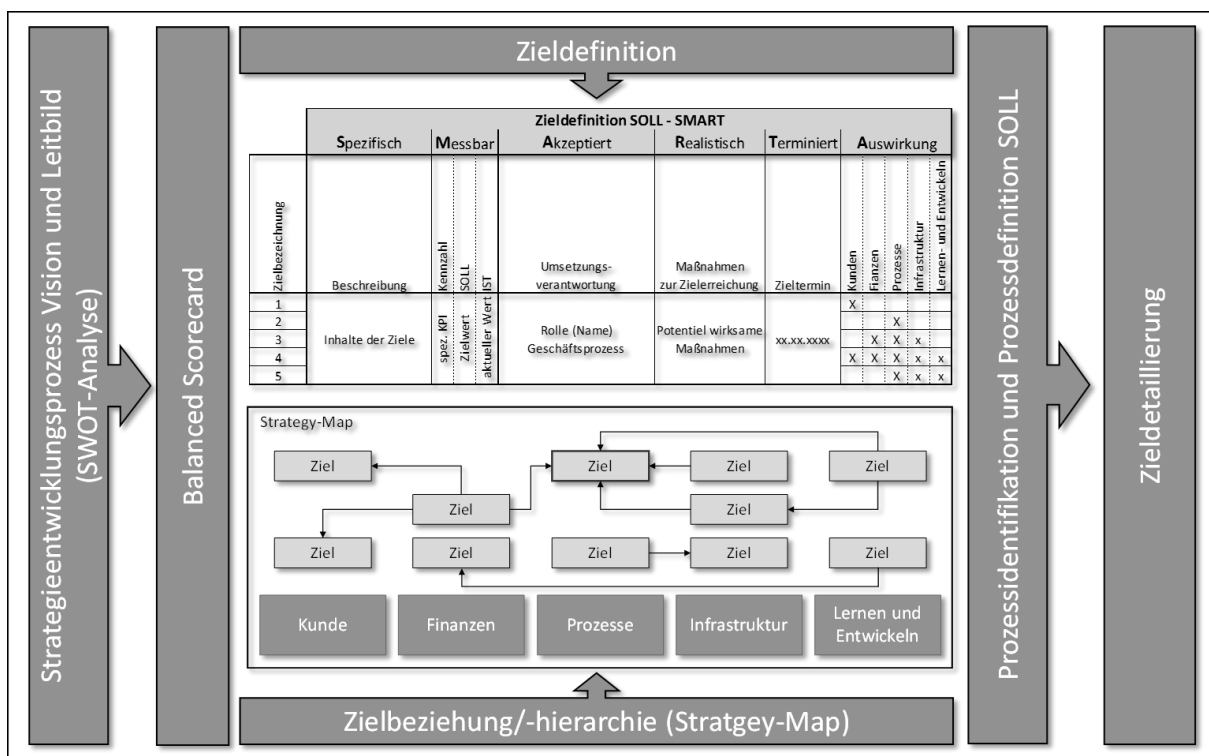 Strategieentwicklungsprozess Vision und Leitbild
(SWOT-Analyse)
Balanced Scorecard
Zieldefinition
Zieldefinition SOLL - SMART
Spezifisch Messbar Akzeptiert Realistisch Terminiert Auswirkung
Zielbezeichnung
Beschreibung
Kennzahl
SOLL
IST
Umsetzungs-
verantwortung
Maßnahmen
zur Zielerreichung
Zieltermin
Kunden
Fianzen
Prozesse
Infrastruktur
Lernen- und Entwickeln
1 X
2 X
3 X X x
4 X X X x x
5 X x x
Inhalte der Ziele
spez. KPI
Zielwert
aktueller Wert
Rolle (Name)
Geschäftsprozess
Potentiel wirksame
Maßnahmen
xx.xx.xxxx
Strategy-Map
Ziel Ziel Ziel Ziel
Ziel Ziel
Ziel Ziel Ziel Ziel Ziel
Kunde Finanzen Prozesse Infrastruktur Lernen und
Entwickeln
Zielbeziehung/-hierarchie (Stratgey-Map)
Prozessidentifikation und Prozessdefinition SOLL
Zieldetaillierung